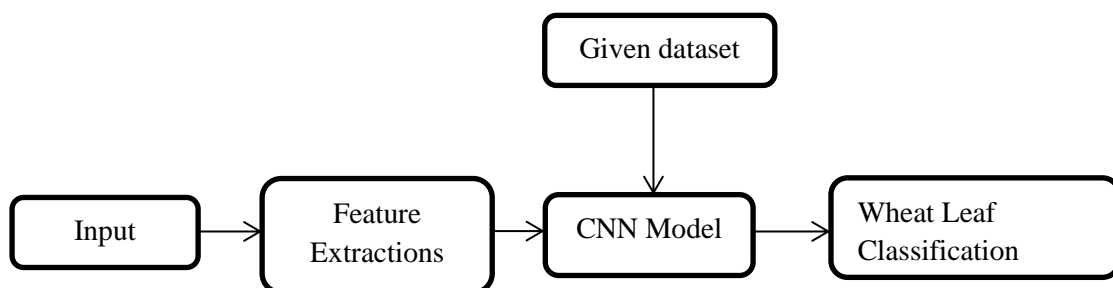 Given dataset
Input
Feature
Extractions
CNN Model
Wheat Leaf
Classification